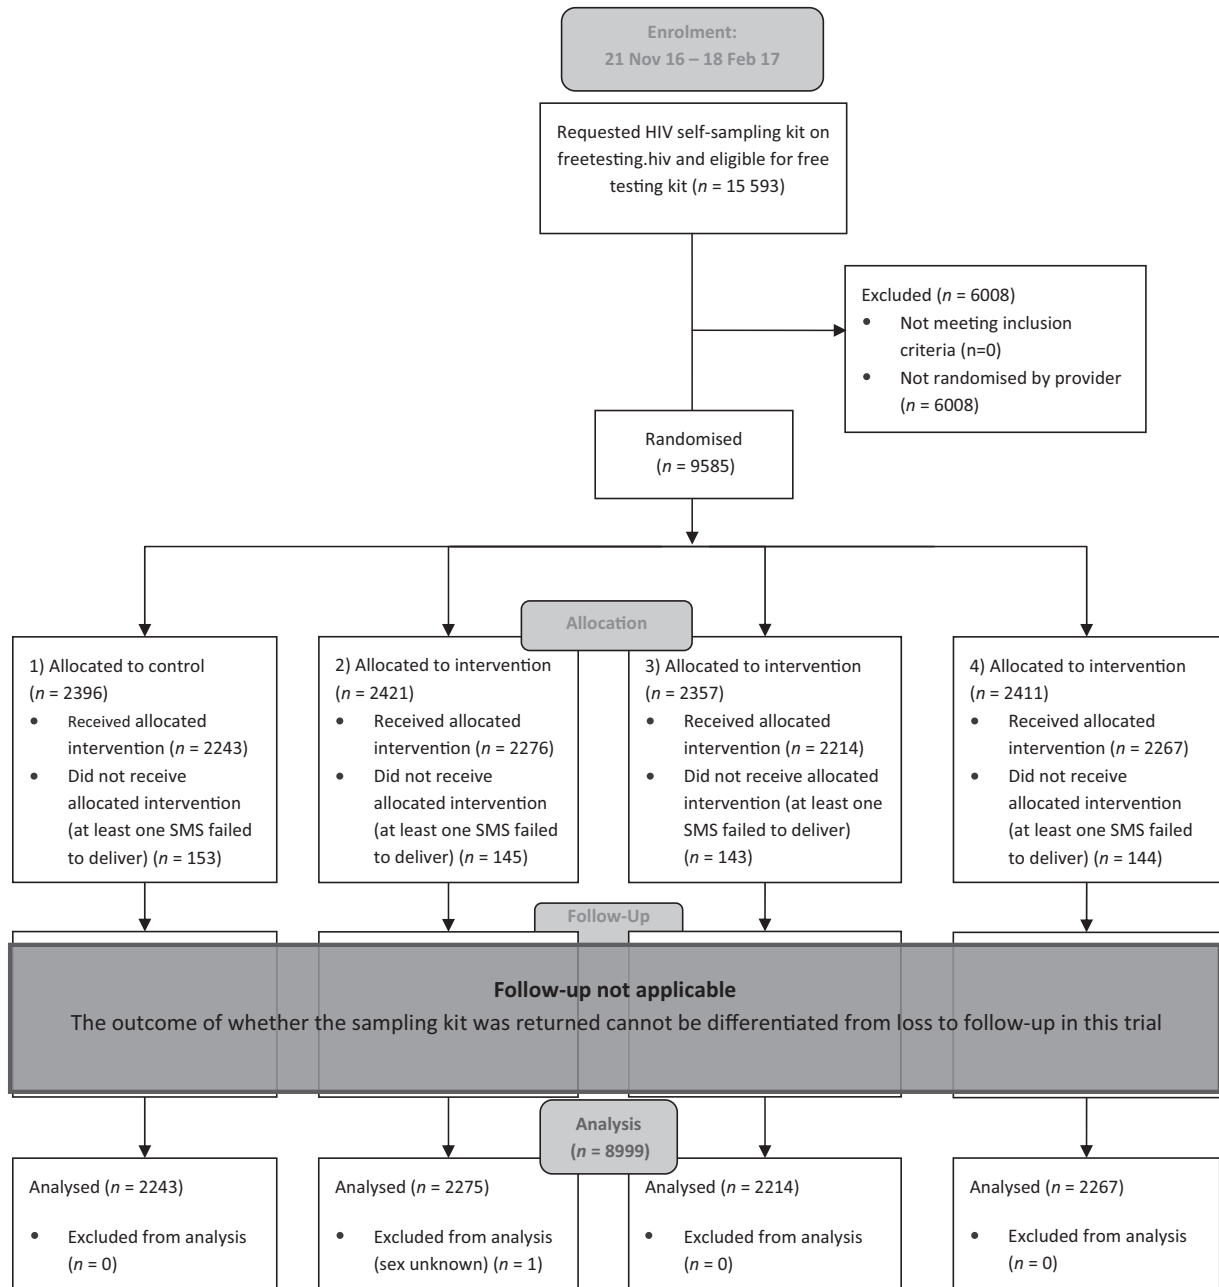 Enrolment:
21 Nov 16 – 18 Feb 17
Requested HIV self-sampling kit on
freetesting.hiv and eligible for free
testing kit (n = 15 593)
Excluded (n = 6008)
• Not meeting inclusion
criteria (n=0)
• Not randomised by provider
(n = 6008)
Randomised
(n = 9585)
Allocation
1) Allocated to control
(n = 2396)
• Received allocated
intervention (n = 2243)
• Did not receive
allocated intervention
(at least one SMS failed
to deliver) (n = 153)
2) Allocated to intervention
(n = 2421)
• Received allocated
intervention (n = 2276)
• Did not receive
allocated intervention
(at least one SMS failed
to deliver) (n = 145)
3) Allocated to intervention
(n = 2357)
• Received allocated
intervention (n = 2214)
• Did not receive allocated
intervention (at least one
SMS failed to deliver)
(n = 143)
4) Allocated to intervention
(n = 2411)
• Received allocated
intervention (n = 2267)
• Did not receive
allocated intervention
(at least one SMS failed
to deliver) (n = 144)
Follow-Up
Follow-up not applicable
The outcome of whether the sampling kit was returned cannot be differentiated from loss to follow-up in this trial
Analysis
(n = 8999)
Analysed (n = 2243)
• Excluded from analysis
(n = 0)
Analysed (n = 2275)
• Excluded from analysis
(sex unknown) (n = 1)
Analysed (n = 2214)
• Excluded from analysis
(n = 0)
Analysed (n = 2267)
• Excluded from analysis
(n = 0)